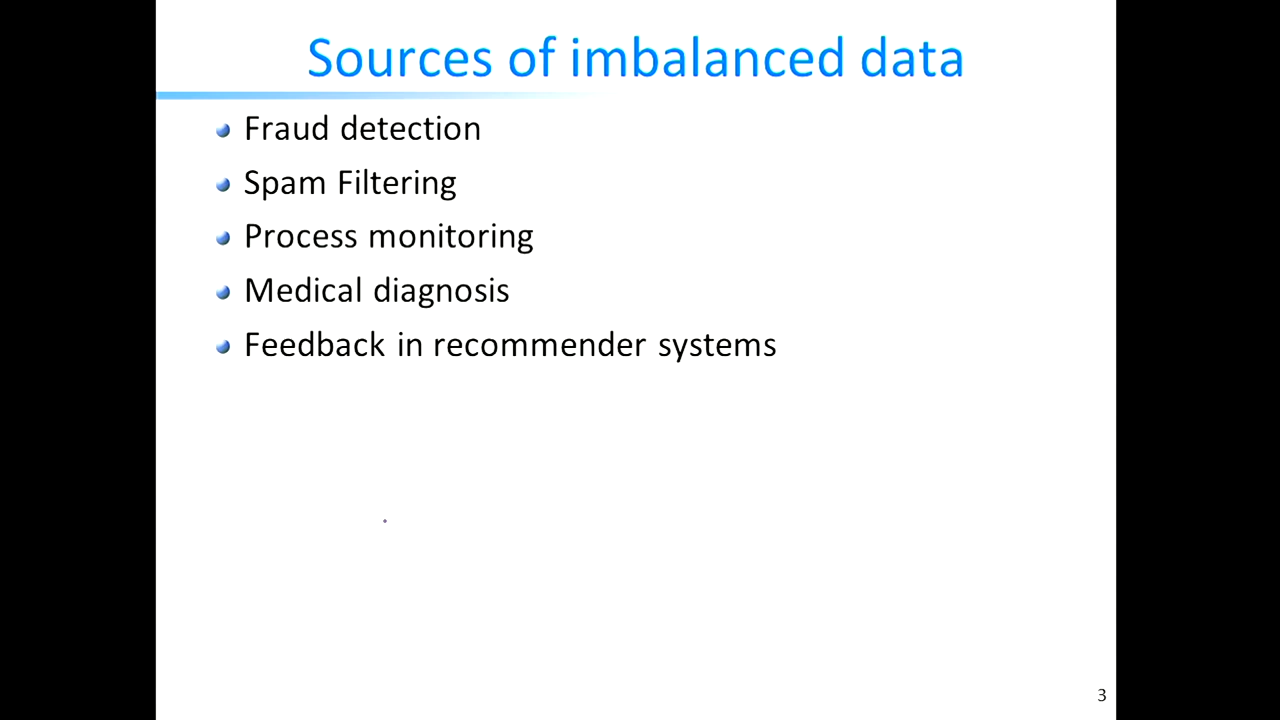 Sources of imbalanced data
Fraud detection
Spam Filtering
Process monitoring
Medical diagnosis
Feedback in recommender systems
3